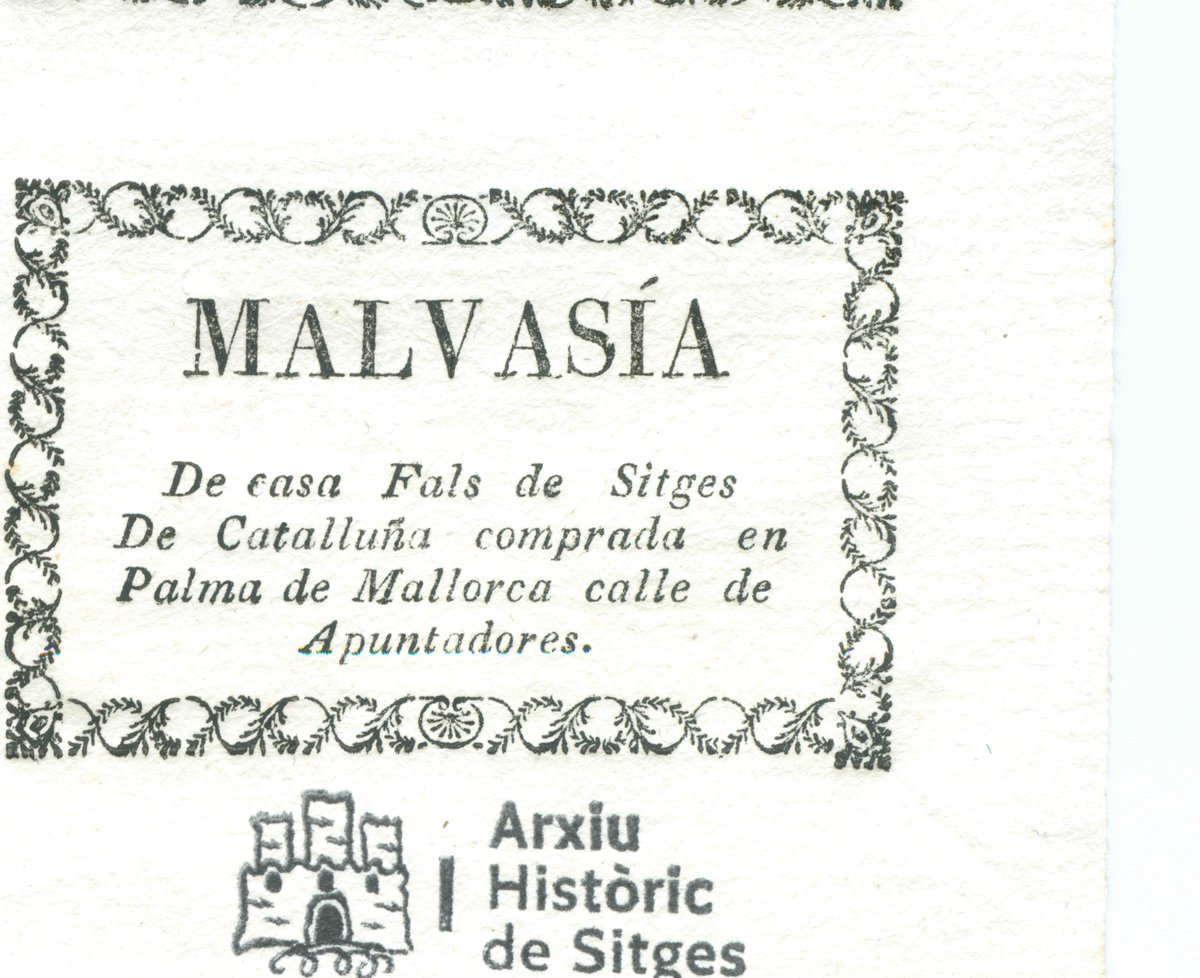 MALVASÍA
De casa Fals de Sitges
De Catalluña comprada en
Palma de Mallorca calle de
Apuntadores.
Arxiu
Històric
de Sitges